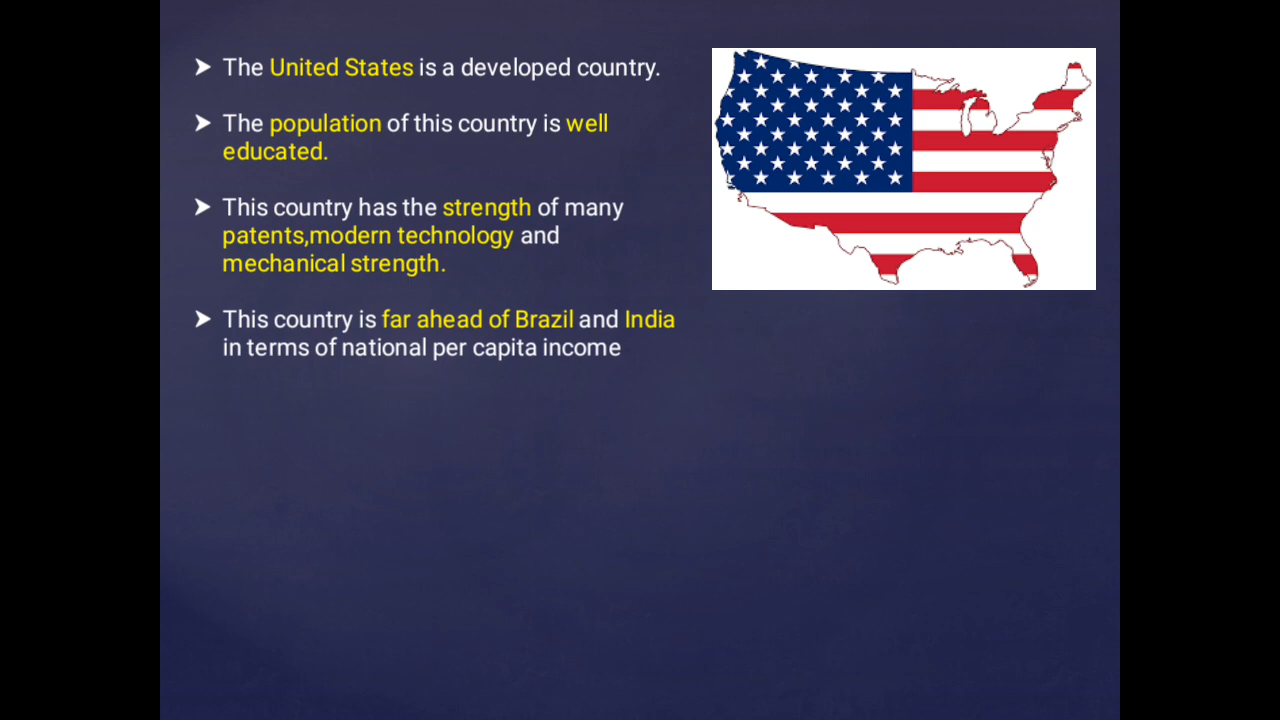 The United States is a developed country.
The population of this country is well
educated.
This country has the strength of many
patents,modern technology and
mechanical strength.
This country is far ahead of Brazil and India
in terms of national per capita income